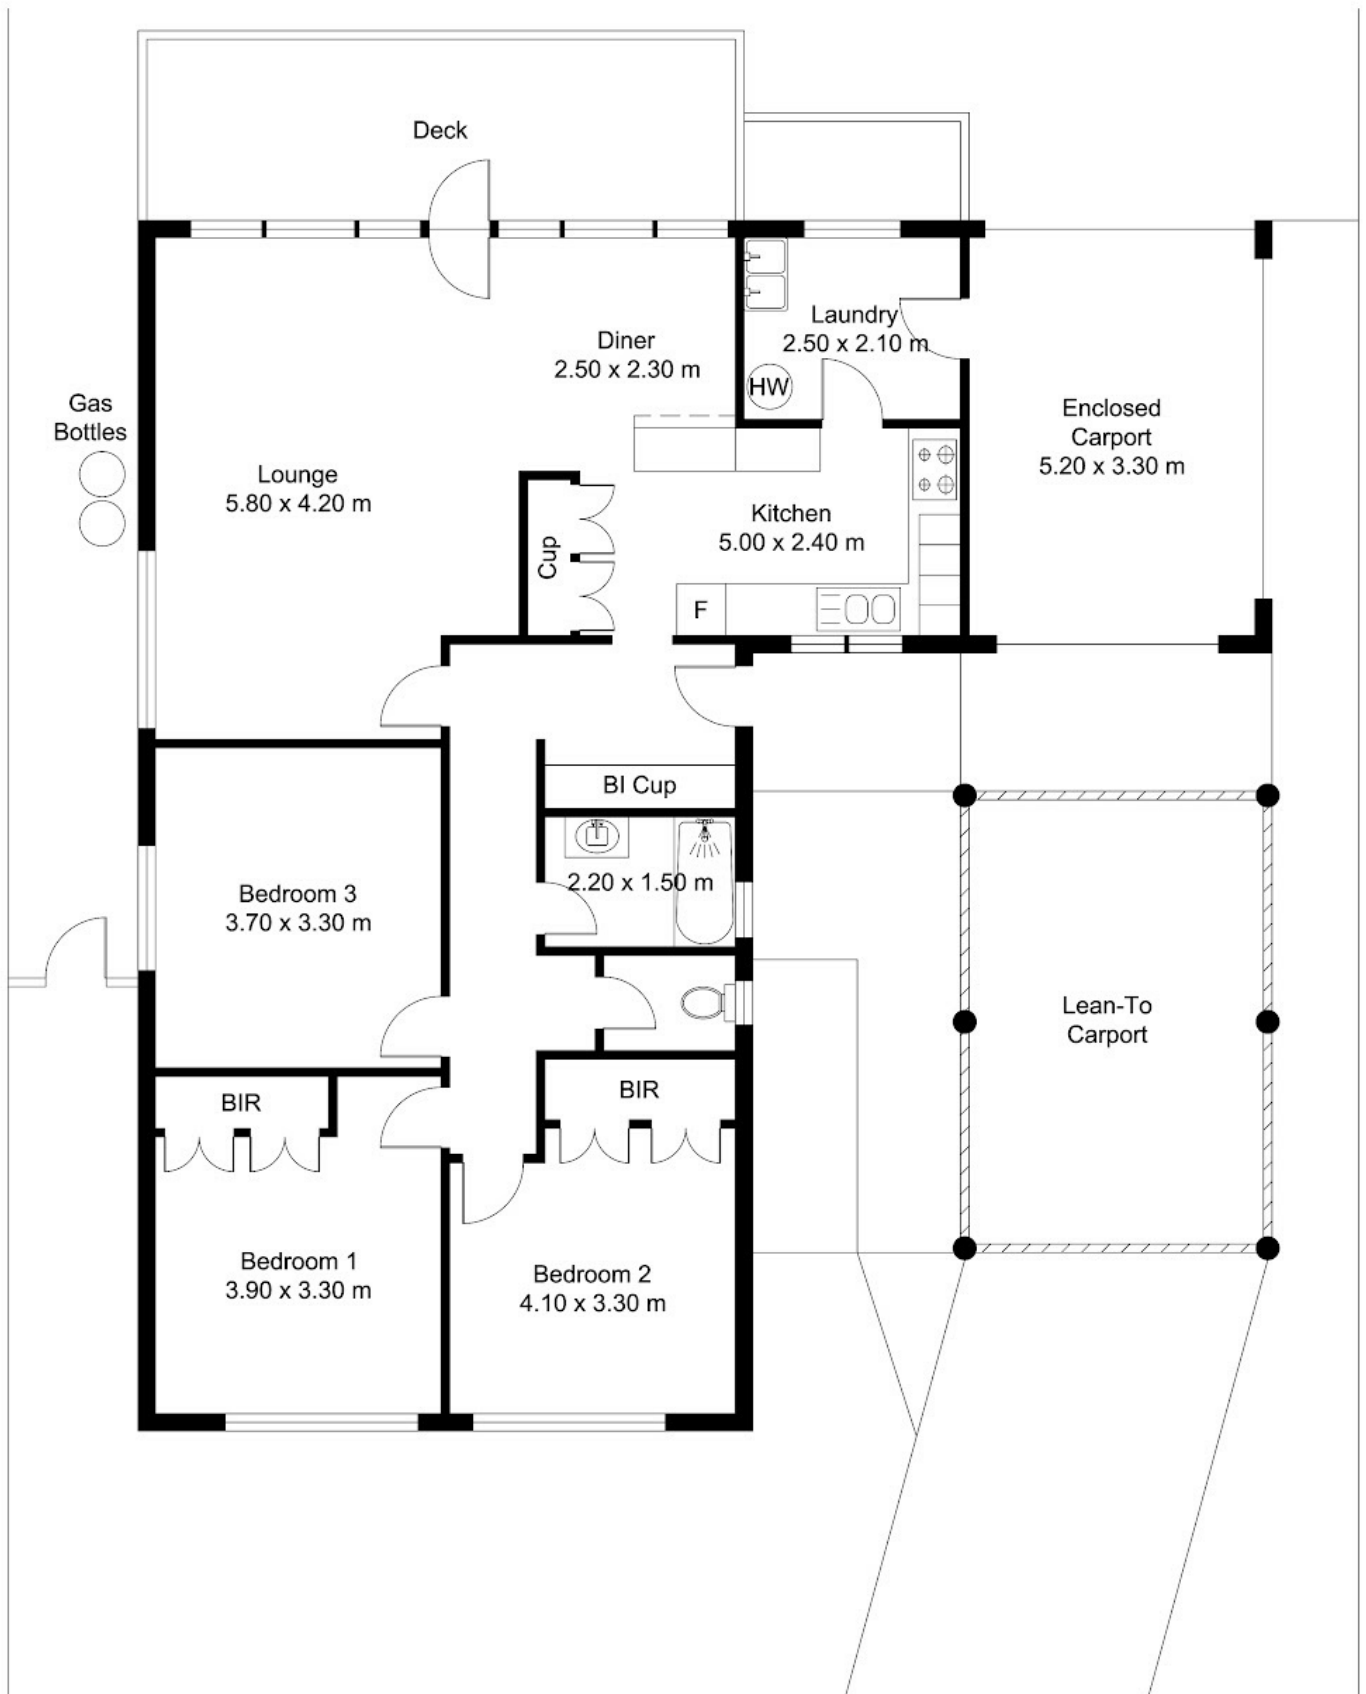 Deck
Diner
2.50 x 2.30 m
Laundry
2.50 x 2.10 m
HW
Gas
Bottles
Enclosed
Carport
5.20 x 3.30 m
Lounge
5.80 x 4.20 m
Cup
Kitchen
5.00 x 2.40 m
F
BI Cup
2.20 x 1.50 m
Bedroom 3
3.70 x 3.30 m
Lean-To
Carport
BIR
BIR
Bedroom 1
3.90 x 3.30 m
Bedroom 2
4.10 x 3.30 m